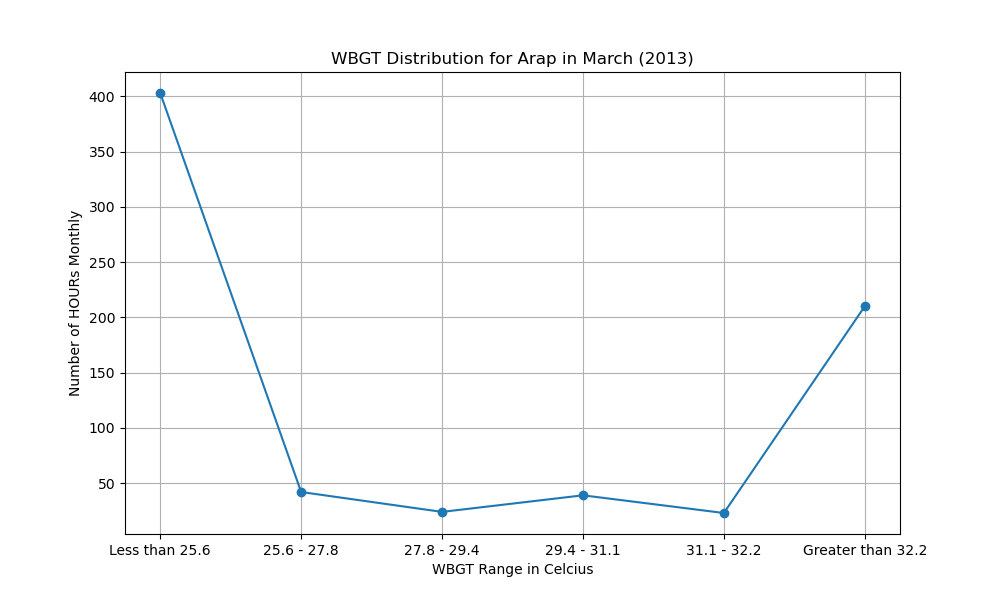 WBGT Distribution for Arap in March (2013)
Number of HOURs Monthly
400
350
300
250
200
150
100
50
Less than 25.6
25.6 - 27.8
27.8 - 29.4
29.4 - 31.1
31.1 - 32.2
Greater than 32.2
WBGT Range in Celcius